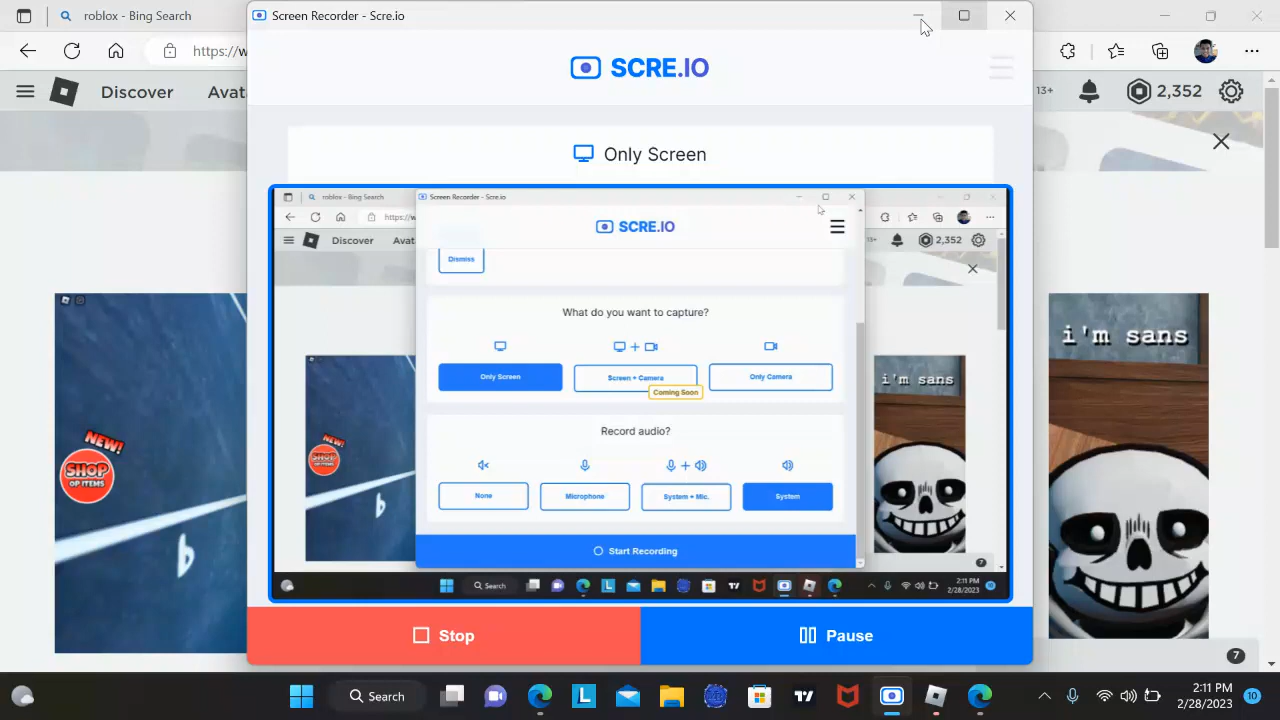 roblox - Bing Search
Screen Recorder - Scre.io
https://w
SCRE.IO
Discover
Avat
13+
2,352
Only Screen
roblox - Bing Search
Screen Recorder - Scre.io
https://w
SCRE.IO
Discover
Avat
13+
2,352
Dismiss
What do you want to capture?
Only Screen
Screen + Camera
Only Camera
Coming Soon
Record audio?
None
Microphone
System + Mic.
System
Start Recording
NEW!
SHOP
OP ITEMS
b
i'm sans
7
Search
2:11 PM
2/28/2023
10
NEW!
SHOP
OP ITEMS
b
i'm sans
Stop
Pause
7
Search
L
2:11 PM
2/28/2023
10